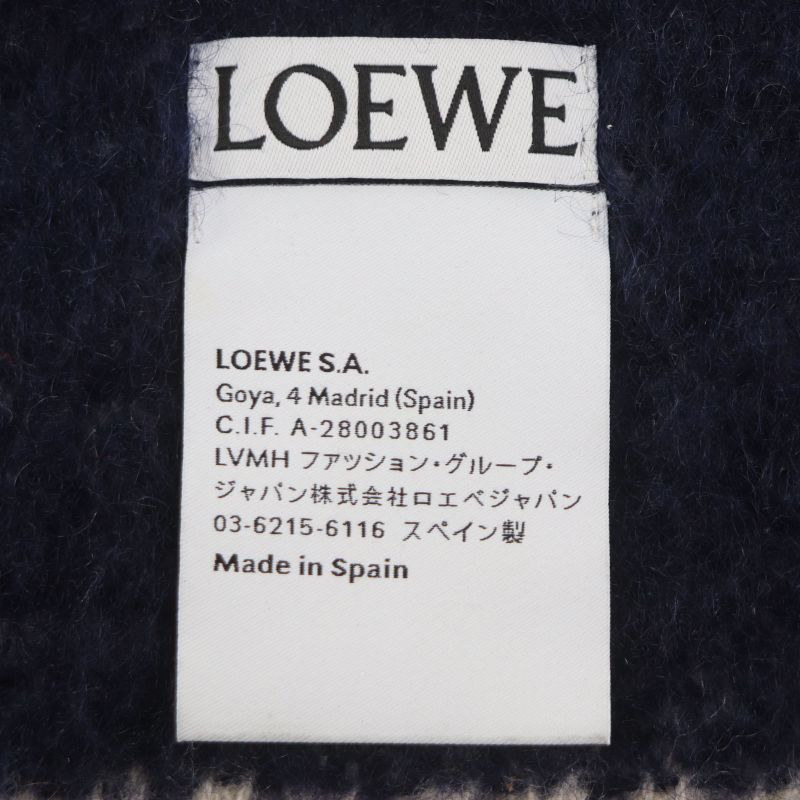 LOEWE
LOEWE S.A.
Goya, 4 Madrid (Spain)
C.I.F. A-28003861
LVMH ファッション・グループ・
ジャパン株式会社ロエベジャパン
03-6215-6116 スペイン製
Made in Spain